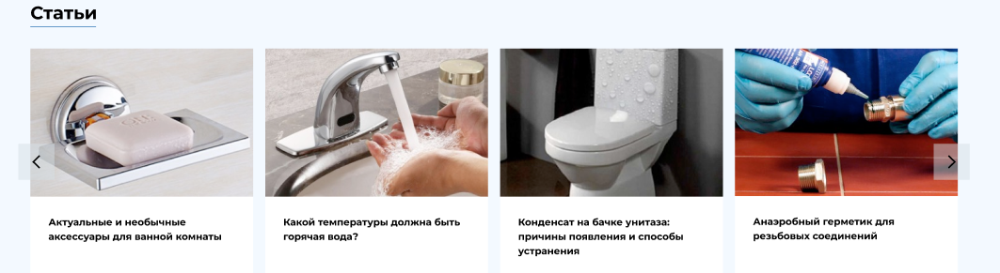 Статьи
Актуальные и необычные
аксессуары для ванной комнаты
Какой температуры должна быть
горячая вода?
Конденсат на бачке унитаза:
причины появления и способы
устранения
Анаэробный герметик для
резьбовых соединений